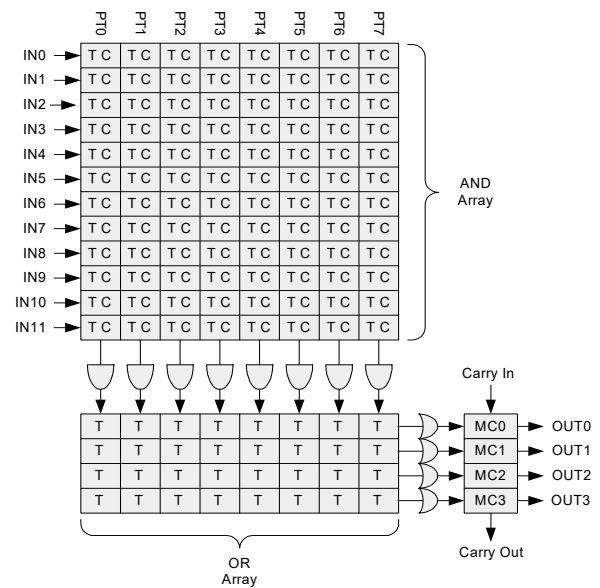 PT0 PT1 PT2 PT3 PT4 PT5 PT6 PT7
IN0 T C T C T C T C T C T C T C T C
IN1 T C T C T C T C T C T C T C T C
IN2 T C T C T C T C T C T C T C T C
IN3 T C T C T C T C T C T C T C T C
IN4 T C T C T C T C T C T C T C T C
IN5 T C T C T C T C T C T C T C T C
IN6 T C T C T C T C T C T C T C T C
IN7 T C T C T C T C T C T C T C T C
IN8 T C T C T C T C T C T C T C T C
IN9 T C T C T C T C T C T C T C T C
IN10 T C T C T C T C T C T C T C T C
IN11 T C T C T C T C T C T C T C T C
AND
Array
Carry In
T T T T T T T T MC0 OUT0
T T T T T T T T MC1 OUT1
T T T T T T T T MC2 OUT2
T T T T T T T T MC3 OUT3
Carry Out
OR
Array